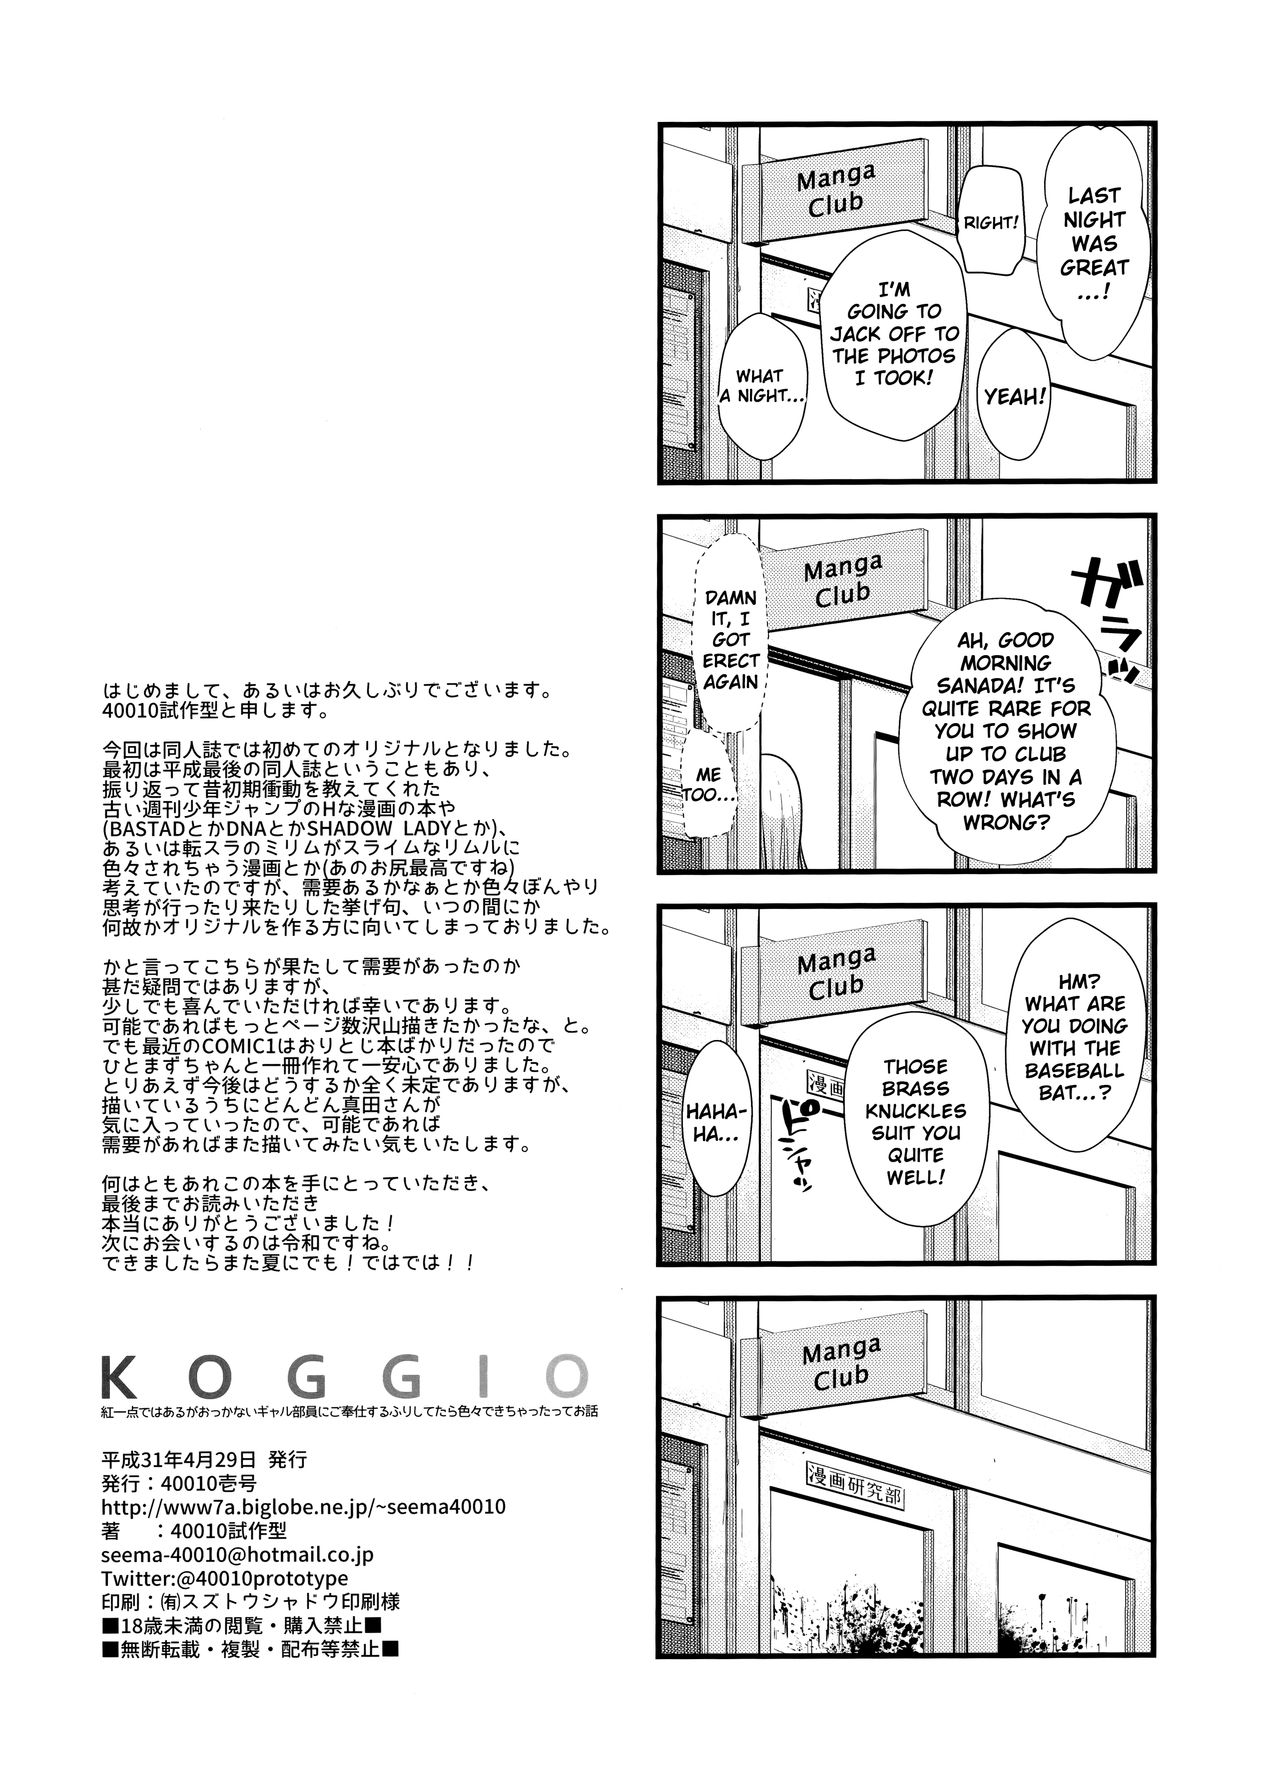 Manga
Club
LAST
NIGHT
WAS
GREAT
...!
RIGHT!
I'M
GOING TO
JACK OFF TO
THE PHOTOS
I TOOK!
YEAH!
WHAT
A NIGHT...
漫
Manga
Club
ガラッ
AH, GOOD
MORNING
SANADA! IT'S
QUITE RARE FOR
YOU TO SHOW
UP TO CLUB
TWO DAYS IN A
ROW! WHAT'S
WRONG?
DAMN
IT, I
GOT
ERECT
AGAIN
ME
TOO...
Manga
Club
HM?
WHAT ARE
YOU DOING
WITH THE
BASEBALL
BAT...?
THOSE
BRASS
KNUCKLES
SUIT YOU
QUITE
WELL!
漫画
HAHA-
HA...
Manga
Club
漫画研究部
はじめまして、あるいはお久しぶりでございます。
40010試作型と申します。
今回は同人誌では初めてのオリジナルとなりました。
最初は平成最後の同人誌ということもあり、
振り返って昔初期衝動を教えてくれた
古い週刊少年ジャンプのHな漫画の本や
(BASTADとかDNAとかSHADOW LADYとか)、
あるいは転スラのミリムがスライムなリムルに
色々されちゃう漫画とか(あのお尻最高ですね)
考えていたのですが、需要あるかなぁとか色々ぼんやり
思考が行ったり来たりした挙げ句、いつの間にか
何故かオリジナルを作る方に向いてしまっておりました。
かと言ってこちらが果たして需要があったのか
甚だ疑問ではありますが、
少しでも喜んでいただければ幸いであります。
可能であればもっとページ数沢山描きたかったな、と。
でも最近のCOMIC1はおりとじ本ばかりだったので
ひとまずちゃんと一冊作れて一安心でありました。
とりあえず今後はどうするか全く未定でありますが、
描いているうちにどんどん真田さんが
気に入っていったので、可能であれば
需要があればまた描いてみたい気もいたします。
何はともあれこの本を手にとっていただき、
最後までお読みいただき
本当にありがとうございました！
次にお会いするのは令和ですね。
できましたらまた夏にでも！ではでは！！
KOGGIO
紅一点ではあるがおっかないギャル部員にご奉仕するふりしてたら色々できちゃったってお話
平成31年4月29日 発行
発行：40010壱号
http://www7a.biglobe.ne.jp/~seema40010
著　：40010試作型
seema-40010@hotmail.co.jp
Twitter:@40010prototype
印刷：㈲スズトウシャドウ印刷様
■18歳未満の閲覧・購入禁止■
■無断転載・複製・配布等禁止■